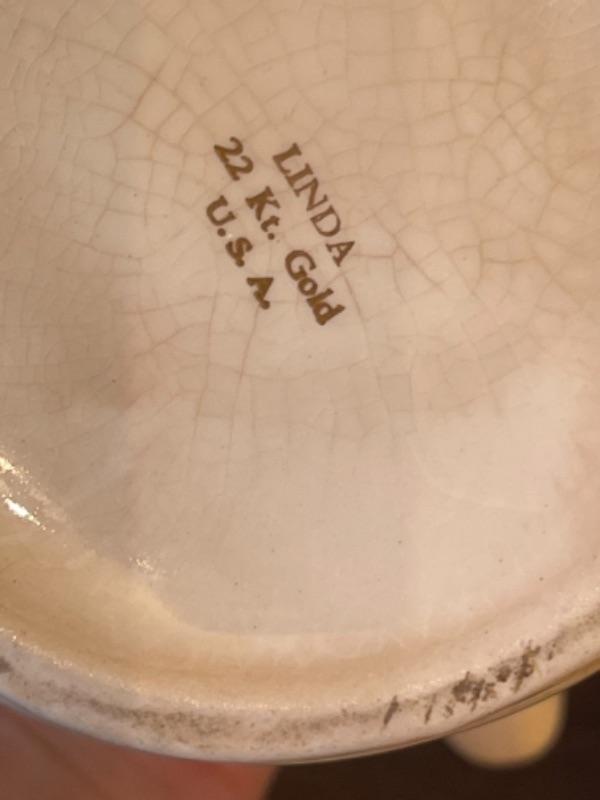 LINDA
22 Kt. Gold
U. S. A.